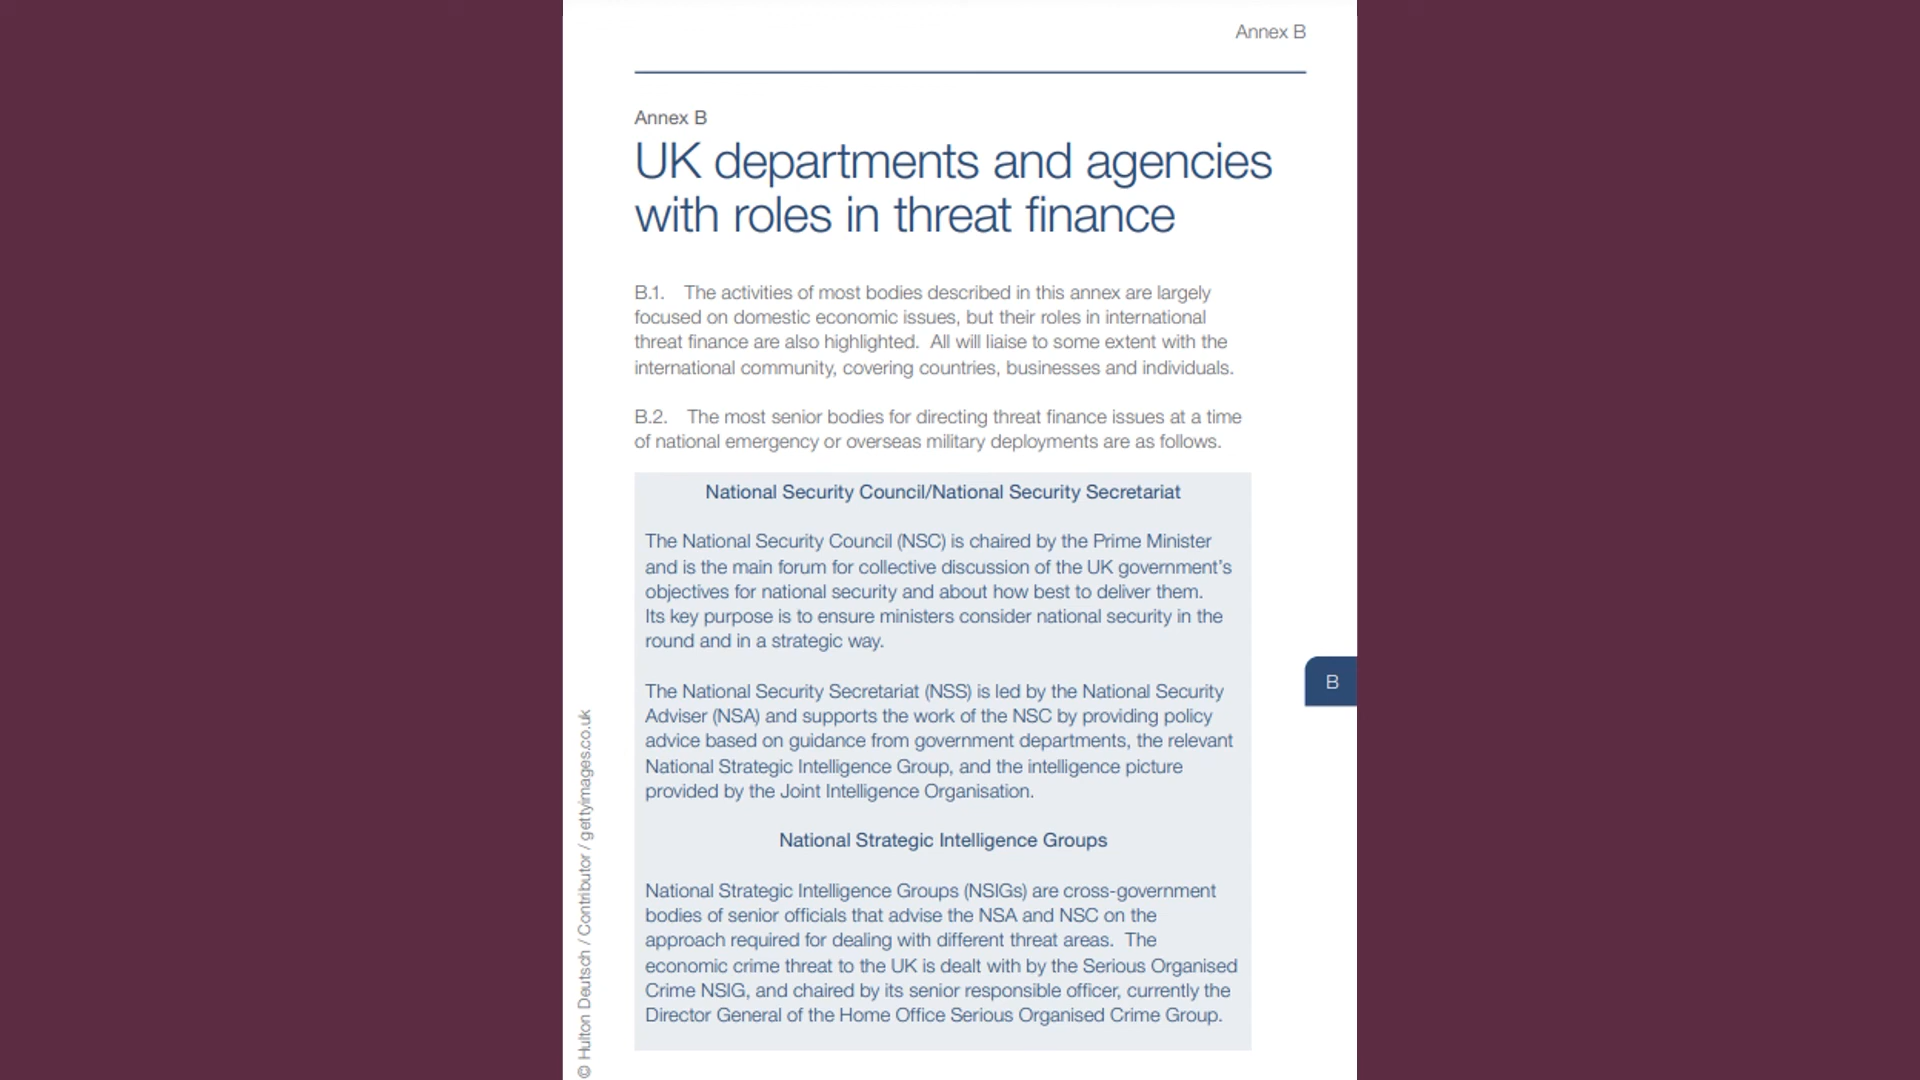 Annex B
Annex B
UK departments and agencies
with roles in threat finance
B.1. The activities of most bodies described in this annex are largely
focused on domestic economic issues, but their roles in international
threat finance are also highlighted. All will liaise to some extent with the
international community, covering countries, businesses and individuals.
B.2. The most senior bodies for directing threat finance issues at a time
of national emergency or overseas military deployments are as follows.
National Security Council/National Security Secretariat
The National Security Council (NSC) is chaired by the Prime Minister
and is the main forum for collective discussion of the UK government's
objectives for national security and about how best to deliver them.
Its key purpose is to ensure ministers consider national security in the
round and in a strategic way.
The National Security Secretariat (NSS) is led by the National Security
Adviser (NSA) and supports the work of the NSC by providing policy
advice based on guidance from government departments, the relevant
National Strategic Intelligence Group, and the intelligence picture
provided by the Joint Intelligence Organisation.
National Strategic Intelligence Groups
National Strategic Intelligence Groups (NSIGs) are cross-government
bodies of senior officials that advise the NSA and NSC on the
approach required for dealing with different threat areas. The
economic crime threat to the UK is dealt with by the Serious Organised
Crime NSIG, and chaired by its senior responsible officer, currently the
Director General of the Home Office Serious Organised Crime Group.
B
© Hulton Deutsch / Contributor / gettyimages.co.uk